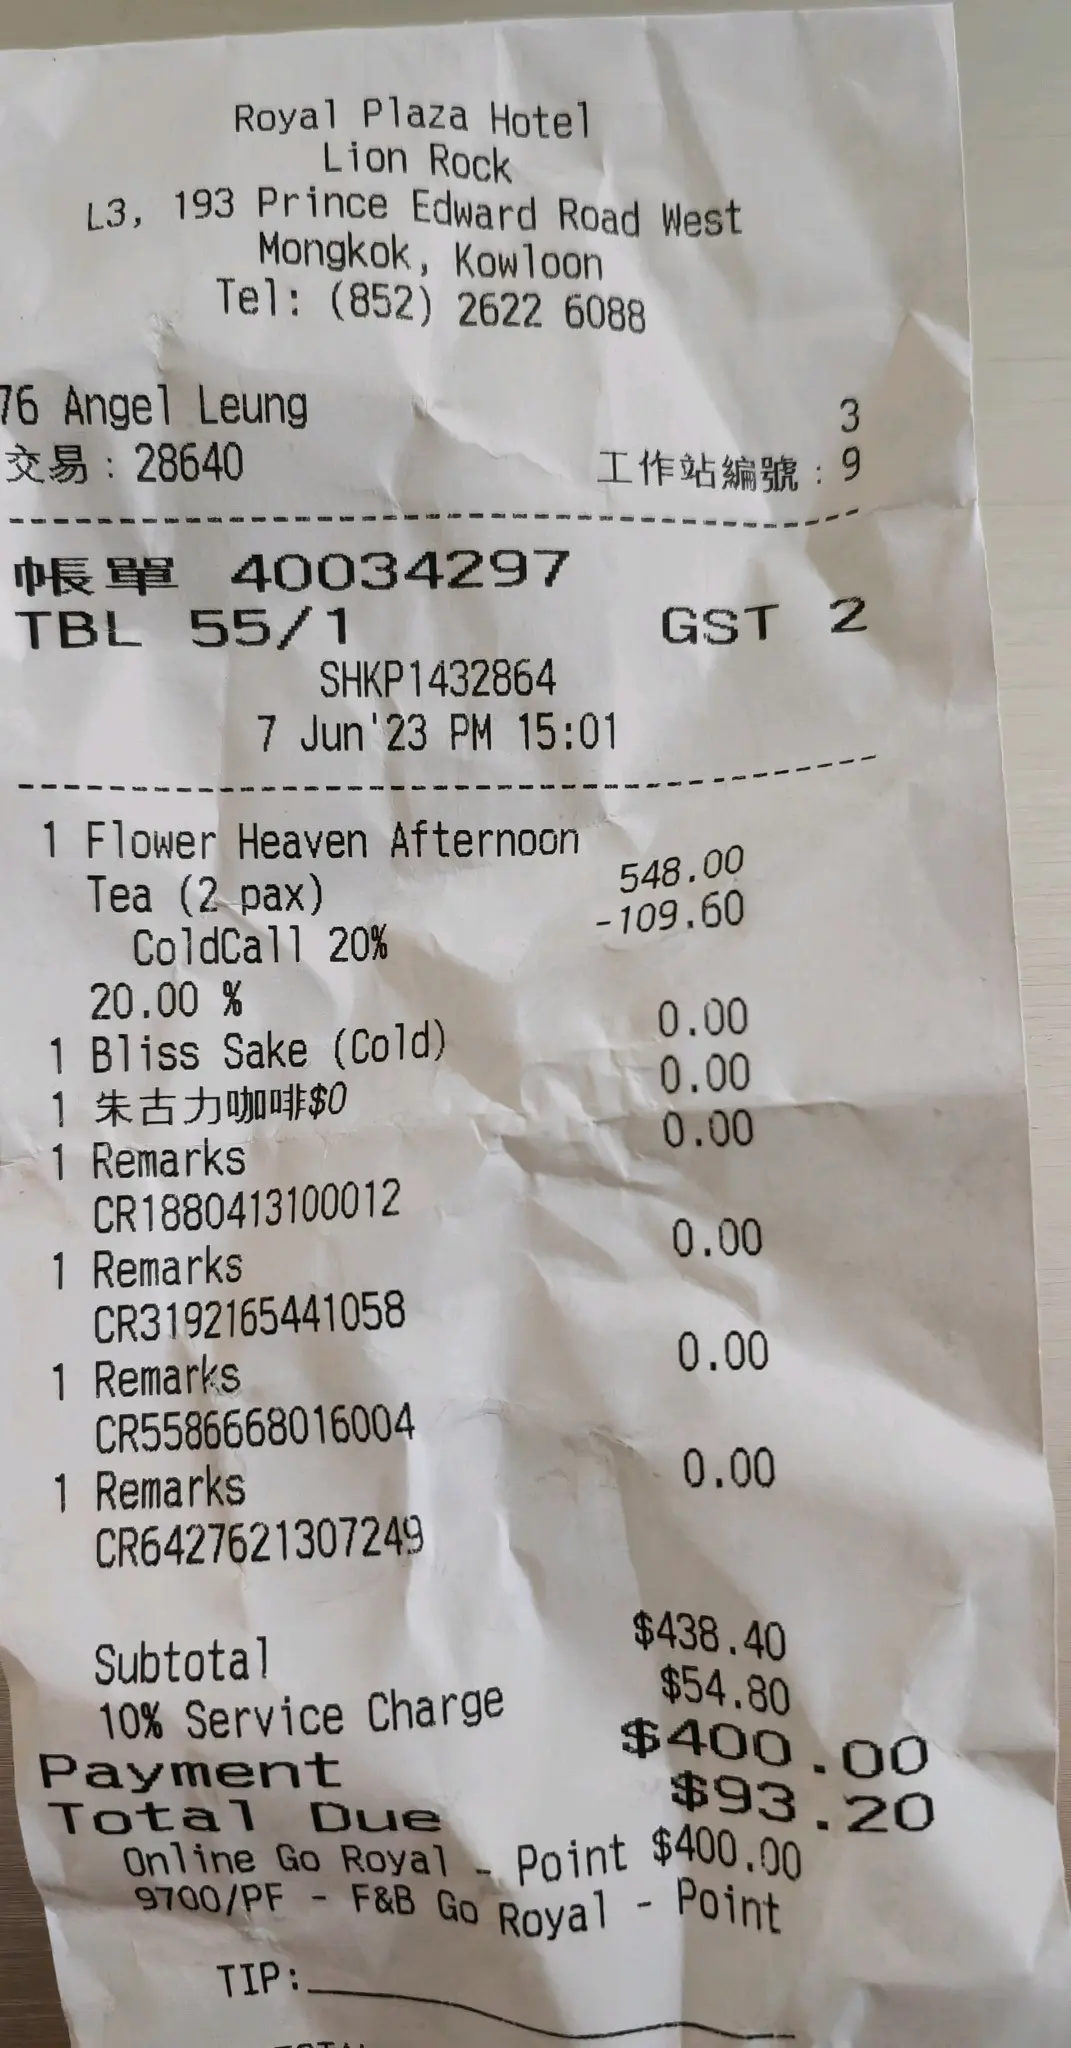 Royal Plaza Hotel
Lion Rock
L3, 193 Prince Edward Road West
Mongkok, Kowloon
Tel: (852) 2622 6088
76 Angel Leung 3
交易：28640 工作站編號：9
帳單 40034297
TBL 55/1 GST 2
SHKP1432864
7 Jun'23 PM 15:01
1 Flower Heaven Afternoon
Tea (2 pax) 548.00
ColdCall 20% -109.60
20.00 %
1 Bliss Sake (Cold) 0.00
1 朱古力咖啡$0 0.00
1 Remarks 0.00
CR1880413100012
1 Remarks 0.00
CR3192165441058
1 Remarks 0.00
CR5586668016004
1 Remarks 0.00
CR6427621307249
Subtotal $438.40
10% Service Charge $54.80
Payment $400.00
Total Due $93.20
Online Go Royal - Point $400.00
9700/PF - F&B Go Royal - Point
TIP: